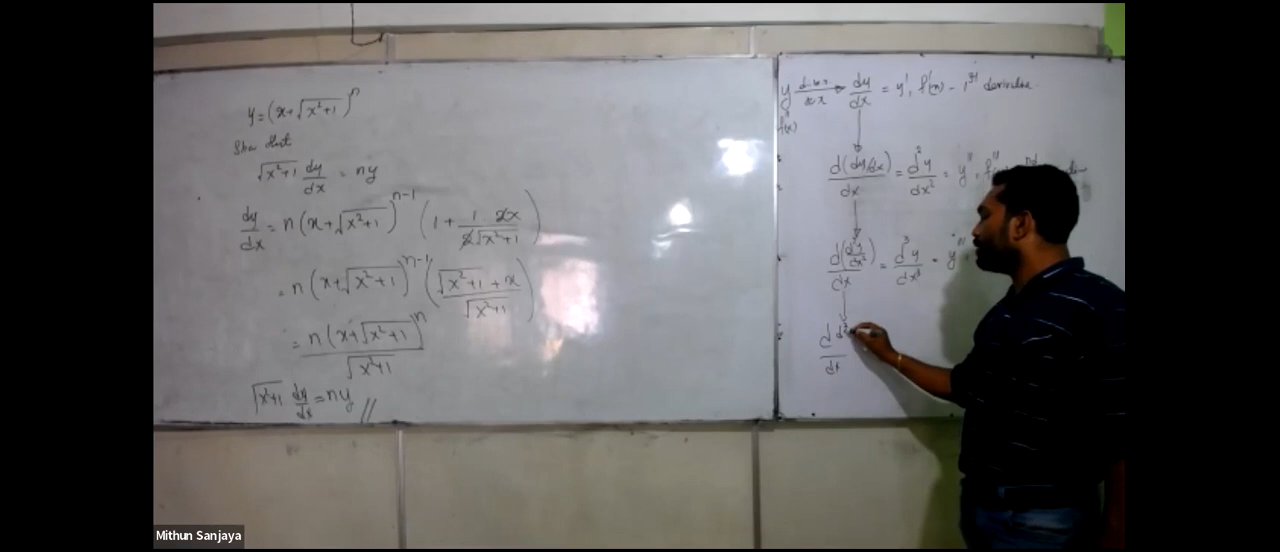 y = (x+√x²+1)ⁿ
Show that
√x²+1 dy/dx = ny
dy/dx = n(x+√x²+1)ⁿ⁻¹ (1 + 1 2x/2√x²+1)
= n(x+√x²+1)ⁿ⁻¹ (√x²+1 + x/√x²+1)
= n(x+√x²+1)ⁿ/√x²+1
√x²+1 dy/dx = ny //
y → dy/dx = y', f'(x) - 1st derivative
f(x)
d(dy/dx)/dx = d²y/dx² = y'',
d(d²y/dx²)/dx = d³y/dx³ = y'''
d d³/dx
Mithun Sanjaya